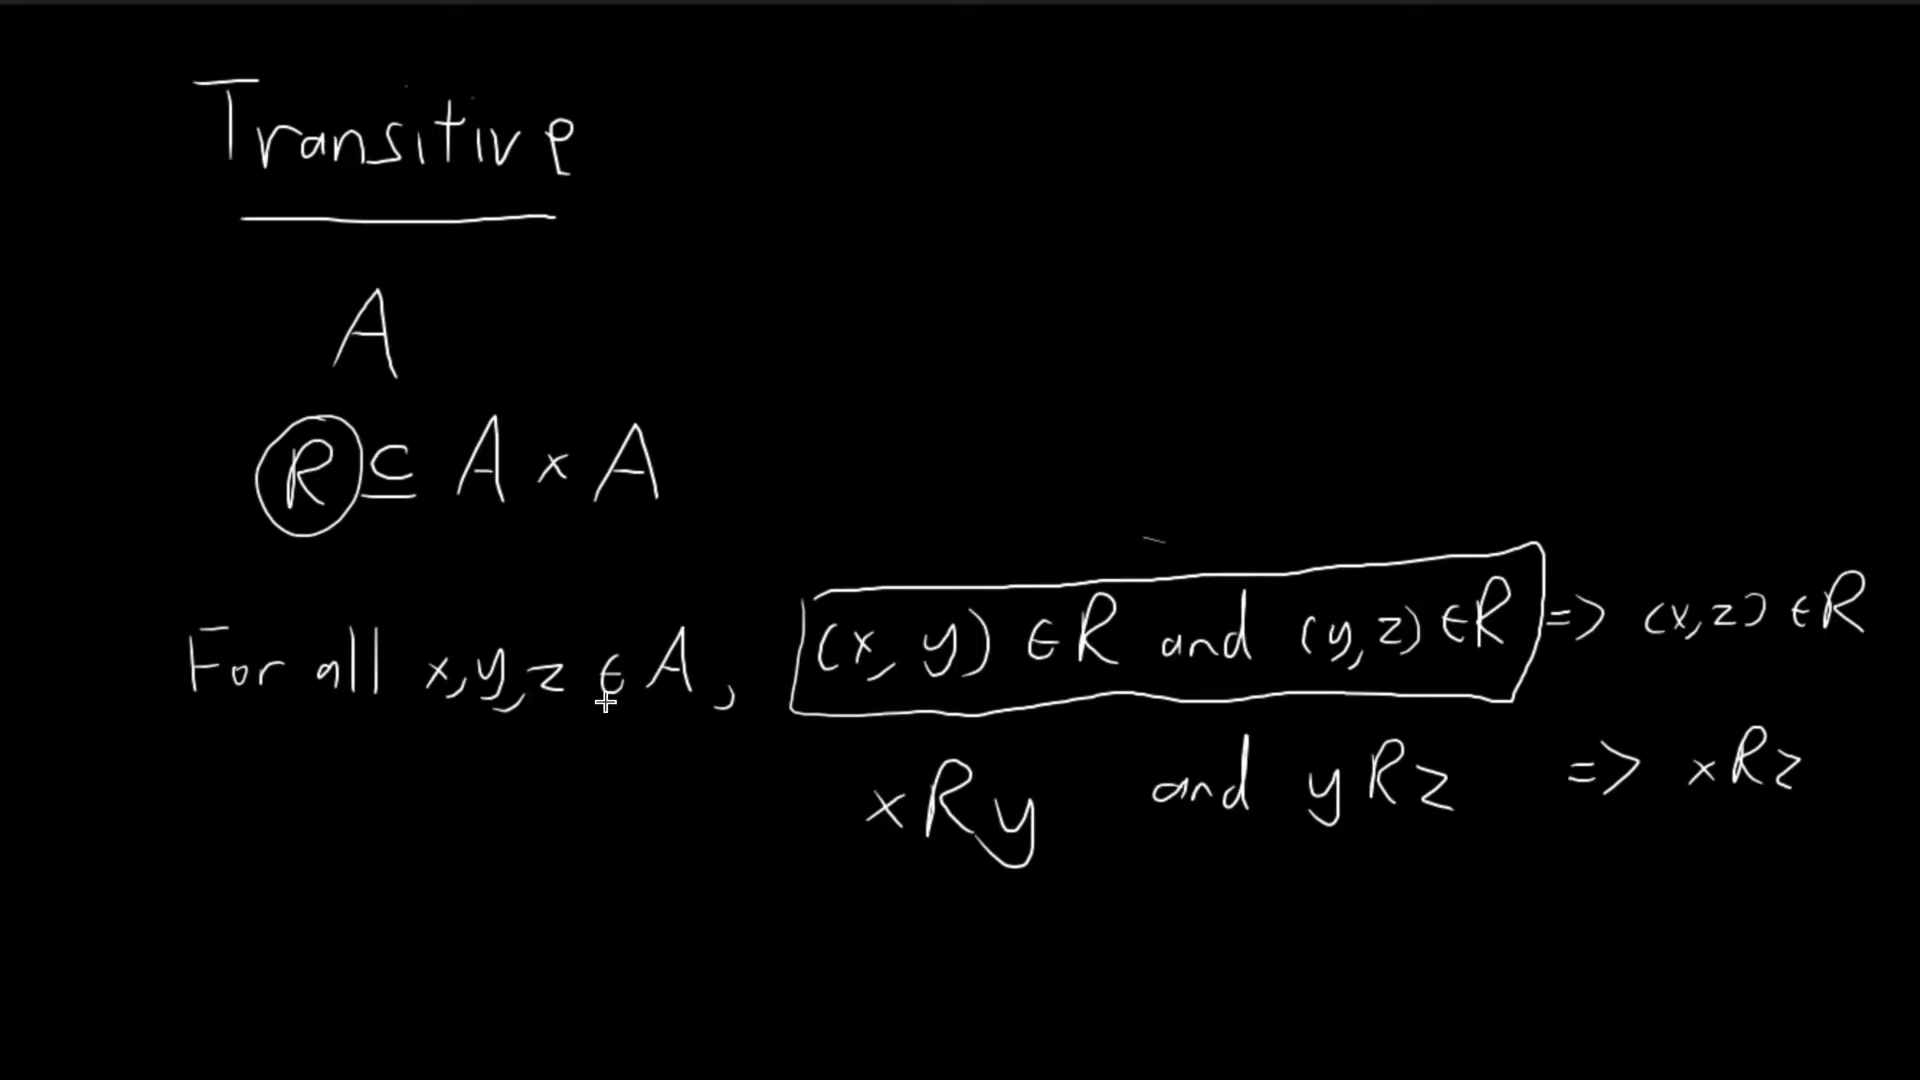 Transitive
A
R ⊆ A × A
For all x, y, z ∈ A, (x, y) ∈ R and (y, z) ∈ R => (x, z) ∈ R
xRy and yRz => xRz